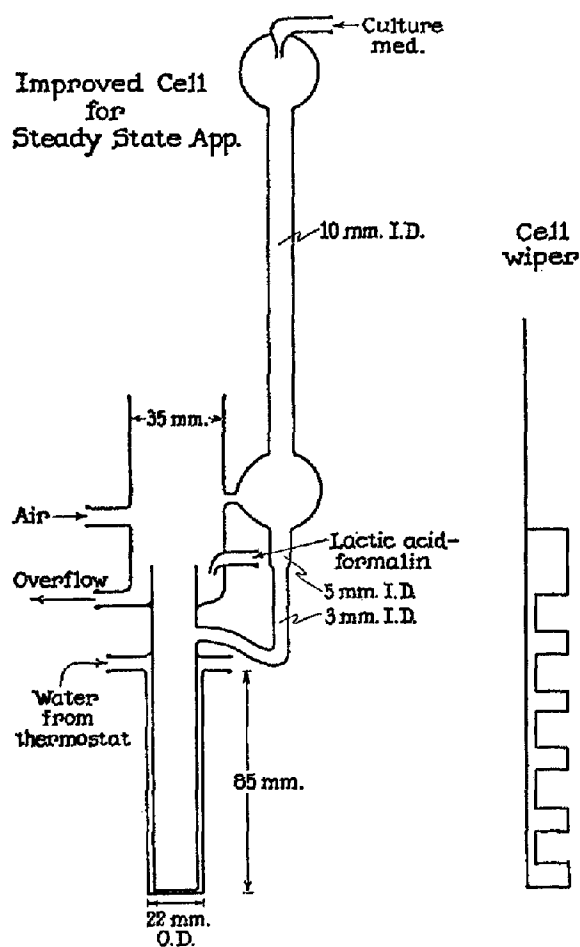 Culture
med.
Improved Cell
for
Steady State App.
10 mm. I.D.
Cell
wiper
35 mm.
Air
Lactic acid-
formalin
Overflow
5 mm. I.D.
3 mm. I.D.
Water
from
thermostat
85 mm.
22 mm.
O.D.